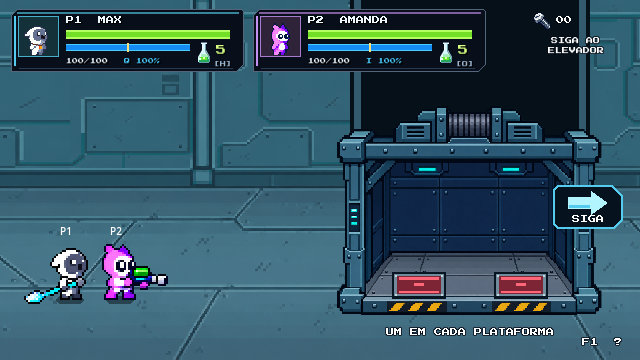 P1 MAX
100/100 Q 100%
5
[H]
P2 AMANDA
100/100 I 100%
5
[O]
00
SIGA AO
ELEVADOR
SIGA
P1
P2
UM EM CADA PLATAFORMA
F1 ?